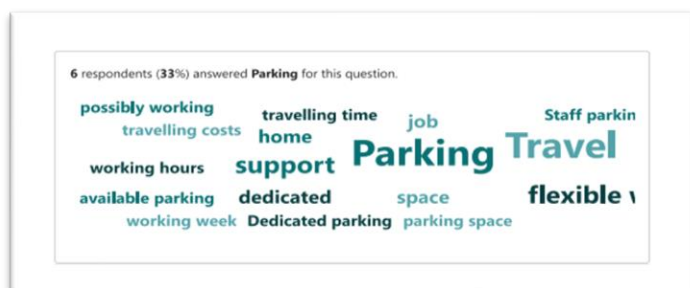 6 respondents (33%) answered Parking for this question.
possibly working travelling time job Staff parkin
travelling costs home Parking Travel
working hours support
available parking dedicated space flexible
working week Dedicated parking parking space